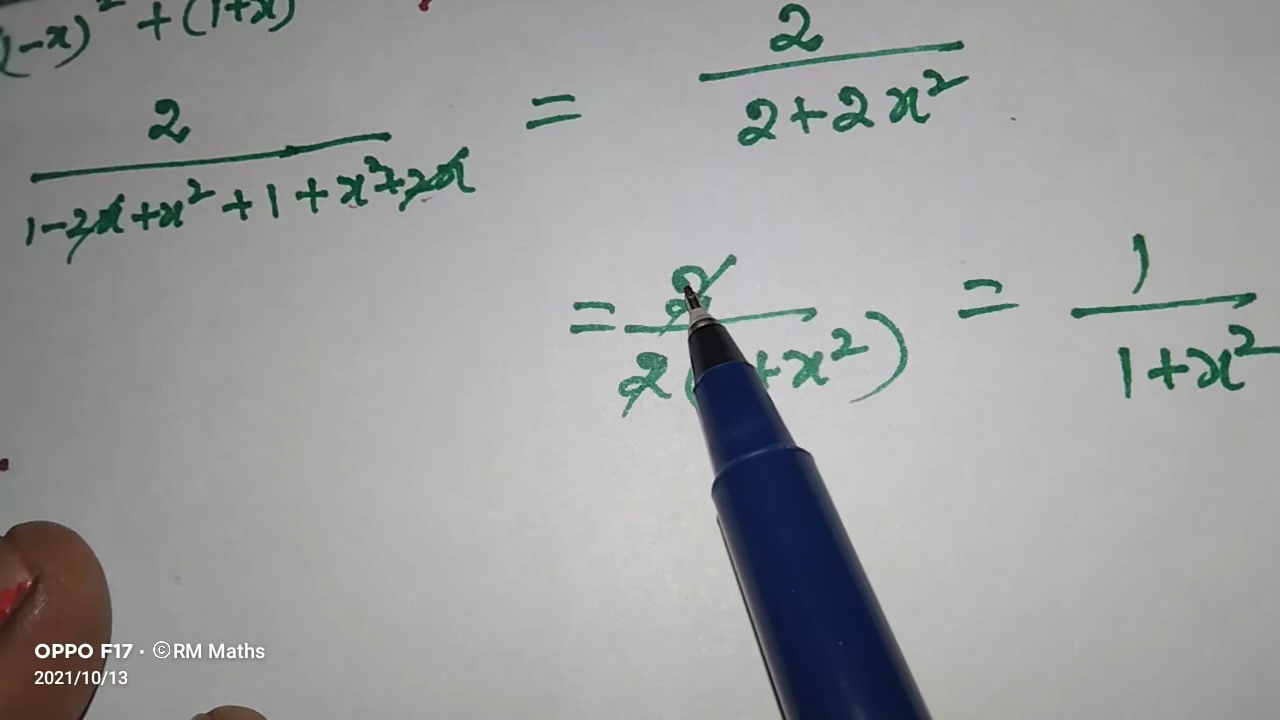 (1-x)² + (1+x)
2/(1-2x+x²+1+x²+2x) = 2/(2+2x²)
= 2/2( +x²) = 1/(1+x²)
OPPO F17 · ©RM Maths
2021/10/13